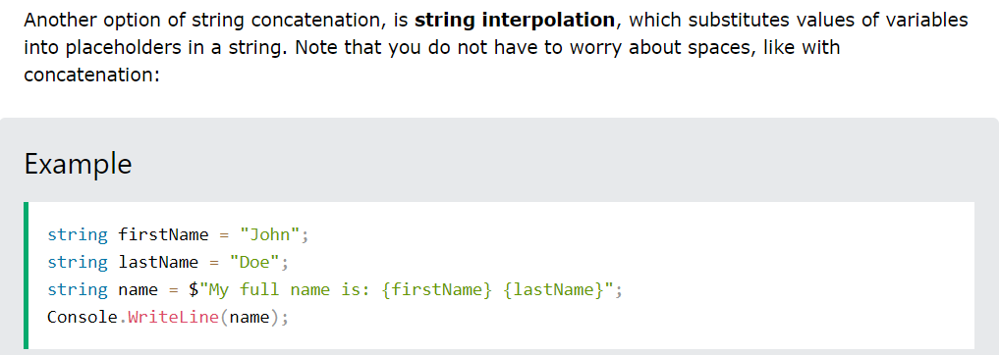 Another option of string concatenation, is string interpolation, which substitutes values of variables
into placeholders in a string. Note that you do not have to worry about spaces, like with
concatenation:
Example
string firstName = "John";
string lastName = "Doe";
string name = $"My full name is: {firstName} {lastName}";
Console.WriteLine(name);